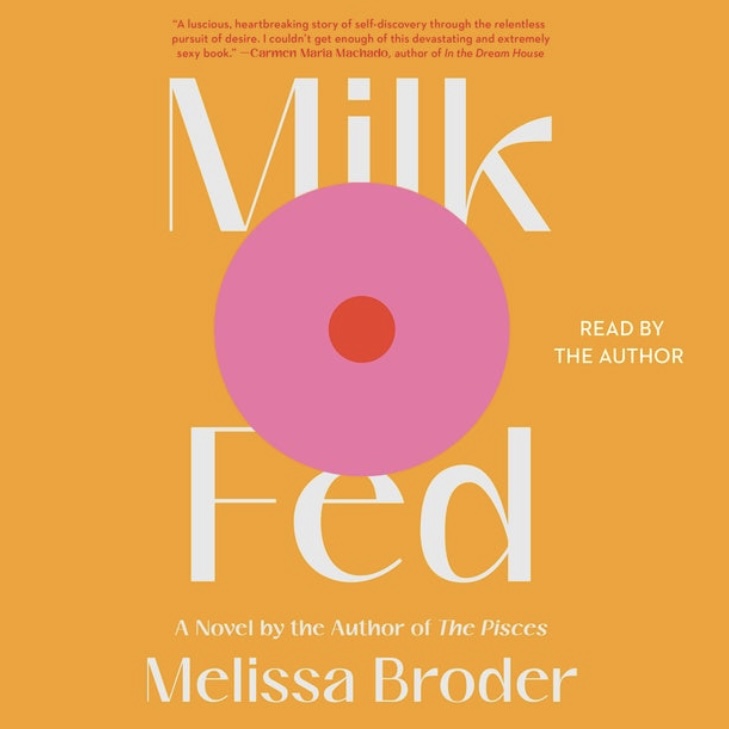 “A luscious, heartbreaking story of self-discovery through the relentless
pursuit of desire. I couldn’t get enough of this devastating and extremely
sexy book.” —Carmen Maria Machado, author of In the Dream House
Milk
READ BY
THE AUTHOR
Fed
A Novel by the Author of The Pisces
Melissa Broder